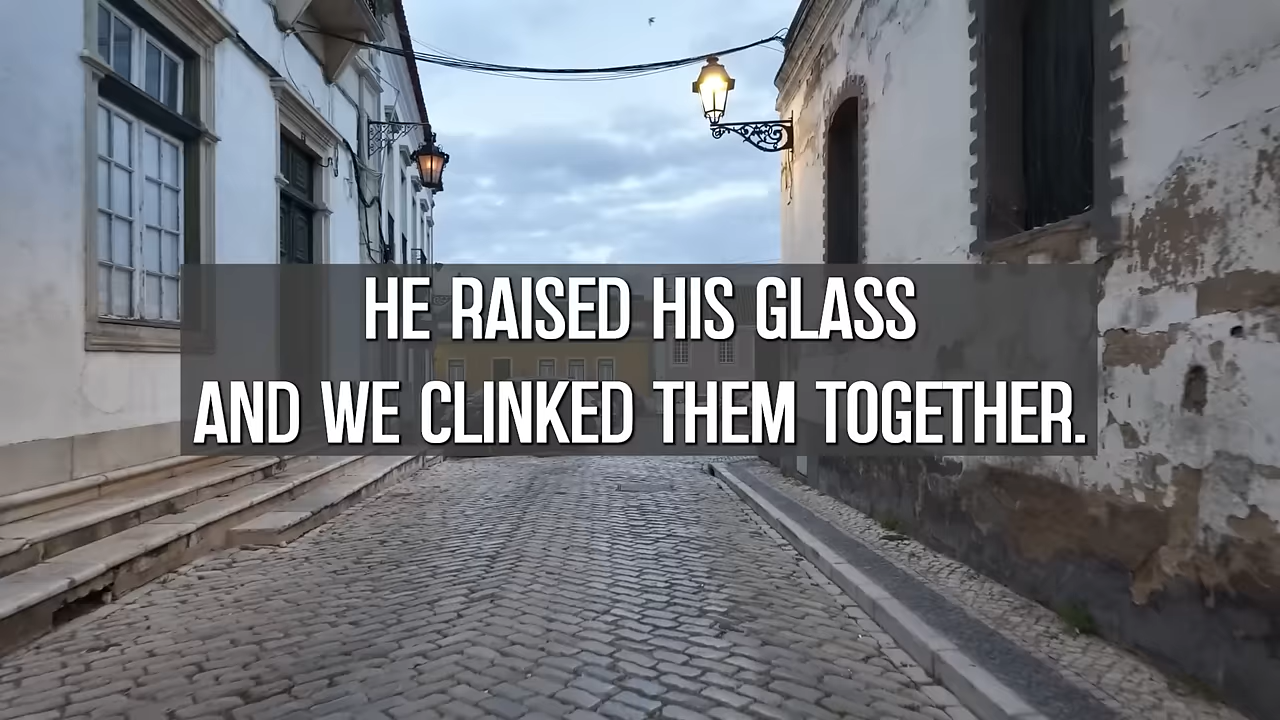 HE RAISED HIS GLASS
AND WE CLINKED THEM TOGETHER.